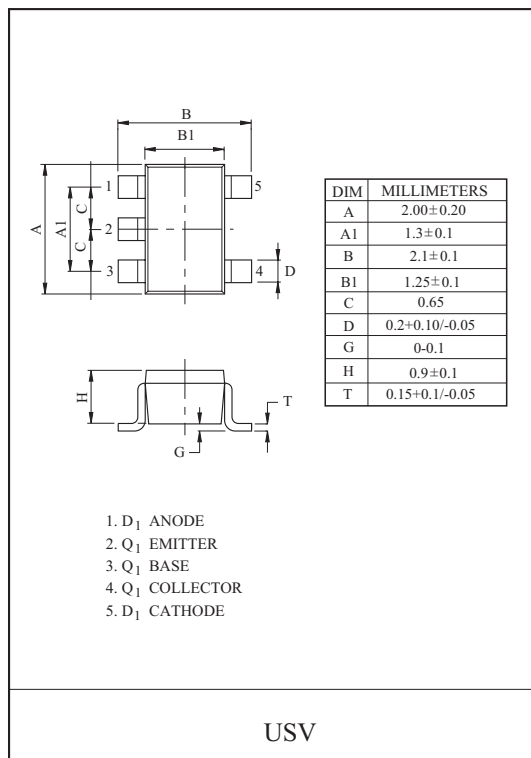 B
B1
1
5
A
A1
C
2
C
3
4
D
H
T
G
DIM MILLIMETERS
A 2.00±0.20
A1 1.3±0.1
B 2.1±0.1
B1 1.25±0.1
C 0.65
D 0.2+0.10/-0.05
G 0-0.1
H 0.9±0.1
T 0.15+0.1/-0.05
1. D1 ANODE
2. Q1 EMITTER
3. Q1 BASE
4. Q1 COLLECTOR
5. D1 CATHODE
USV